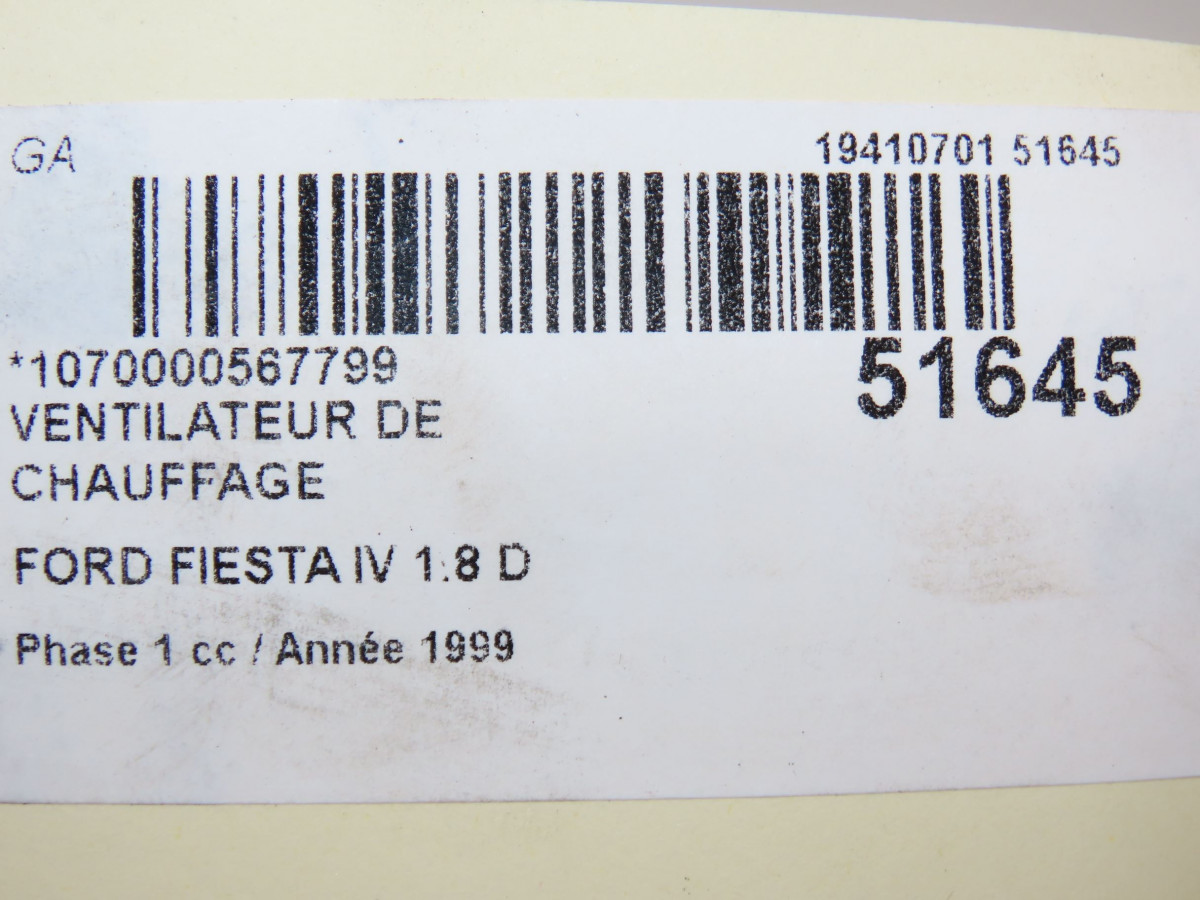 GA
19410701 51645
*1070000567799
51645
VENTILATEUR DE
CHAUFFAGE
FORD FIESTA IV 1.8 D
Phase 1 cc / Année 1999